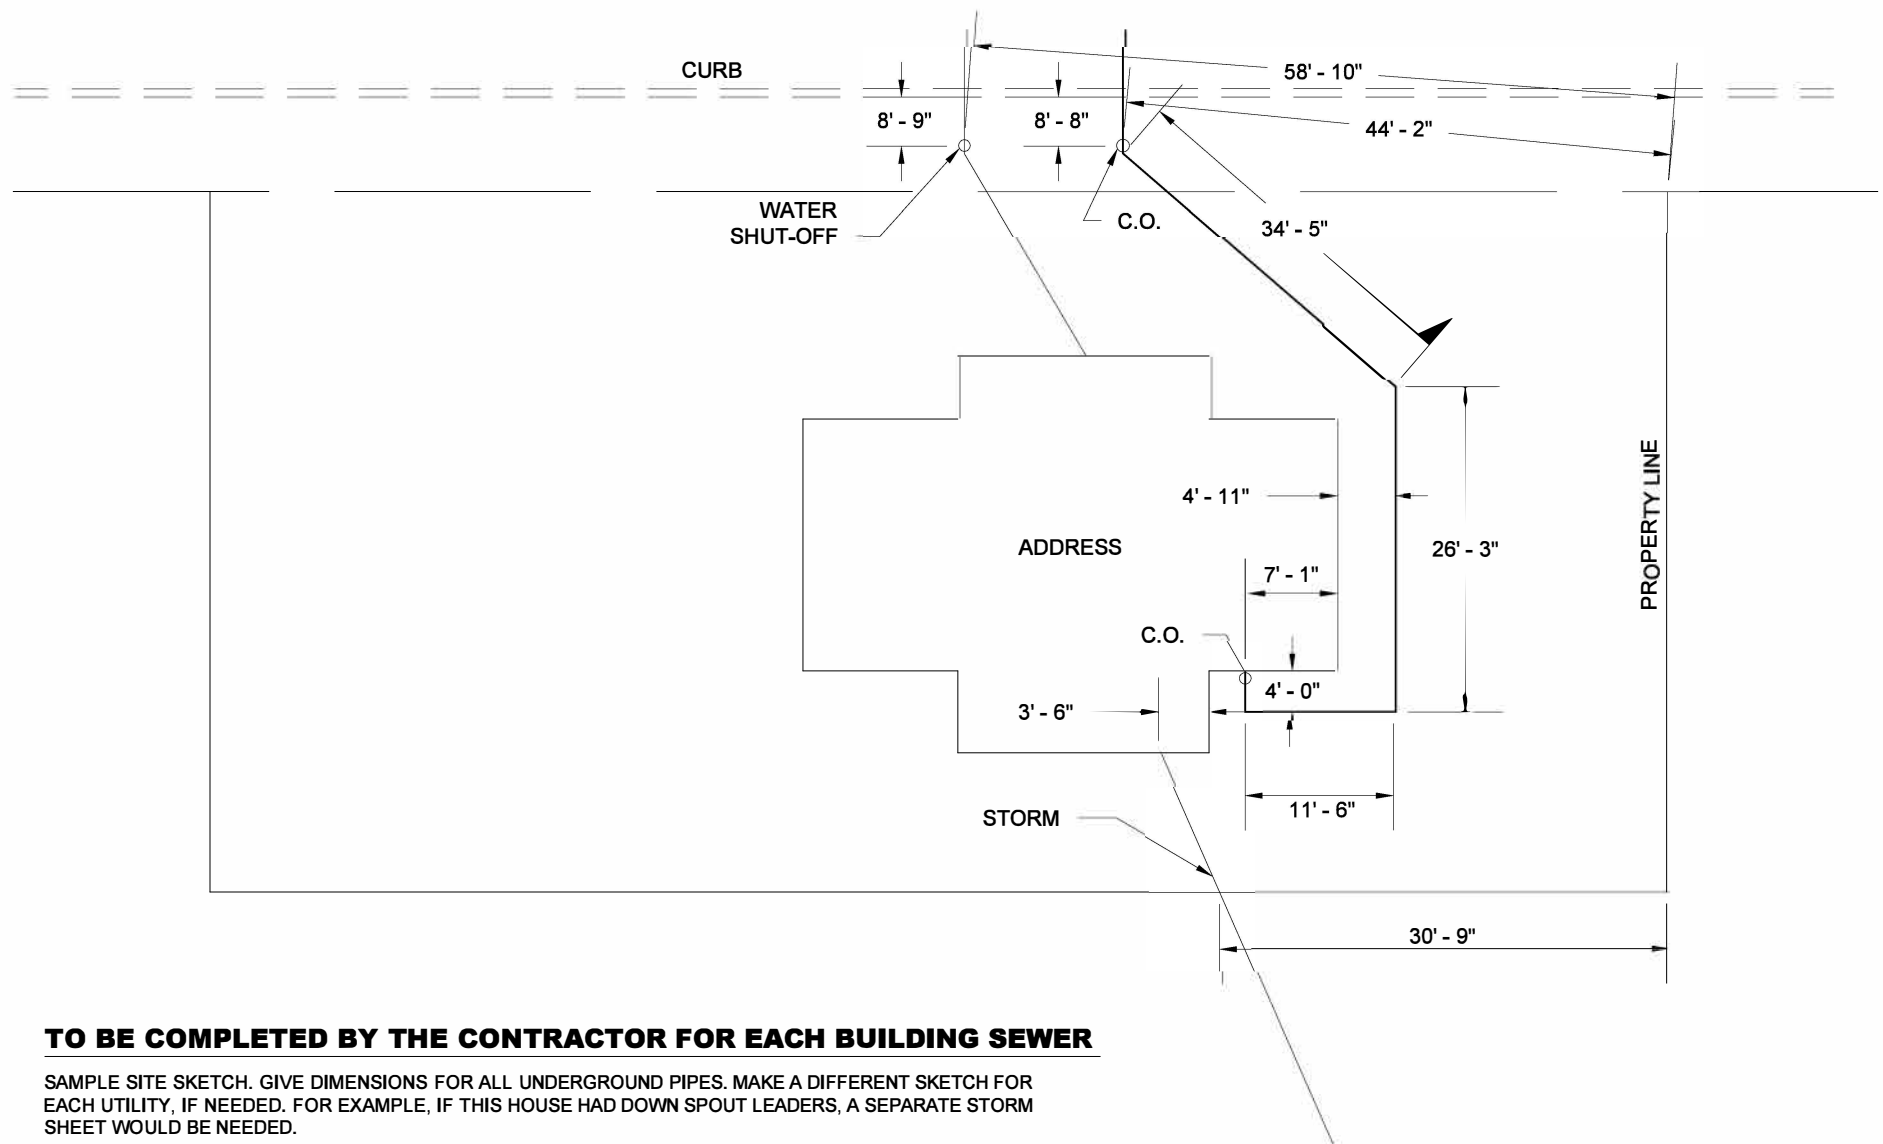 CURB
58' - 10"
8' - 9"
8' - 8"
44' - 2"
WATER
SHUT-OFF
C.O.
34' - 5"
PROPERTY LINE
4' - 11"
ADDRESS
26' - 3"
7' - 1"
C.O.
4' - 0"
3' - 6"
11' - 6"
STORM
30' - 9"
TO BE COMPLETED BY THE CONTRACTOR FOR EACH BUILDING SEWER
SAMPLE SITE SKETCH. GIVE DIMENSIONS FOR ALL UNDERGROUND PIPES. MAKE A DIFFERENT SKETCH FOR
EACH UTILITY, IF NEEDED. FOR EXAMPLE, IF THIS HOUSE HAD DOWN SPOUT LEADERS, A SEPARATE STORM
SHEET WOULD BE NEEDED.